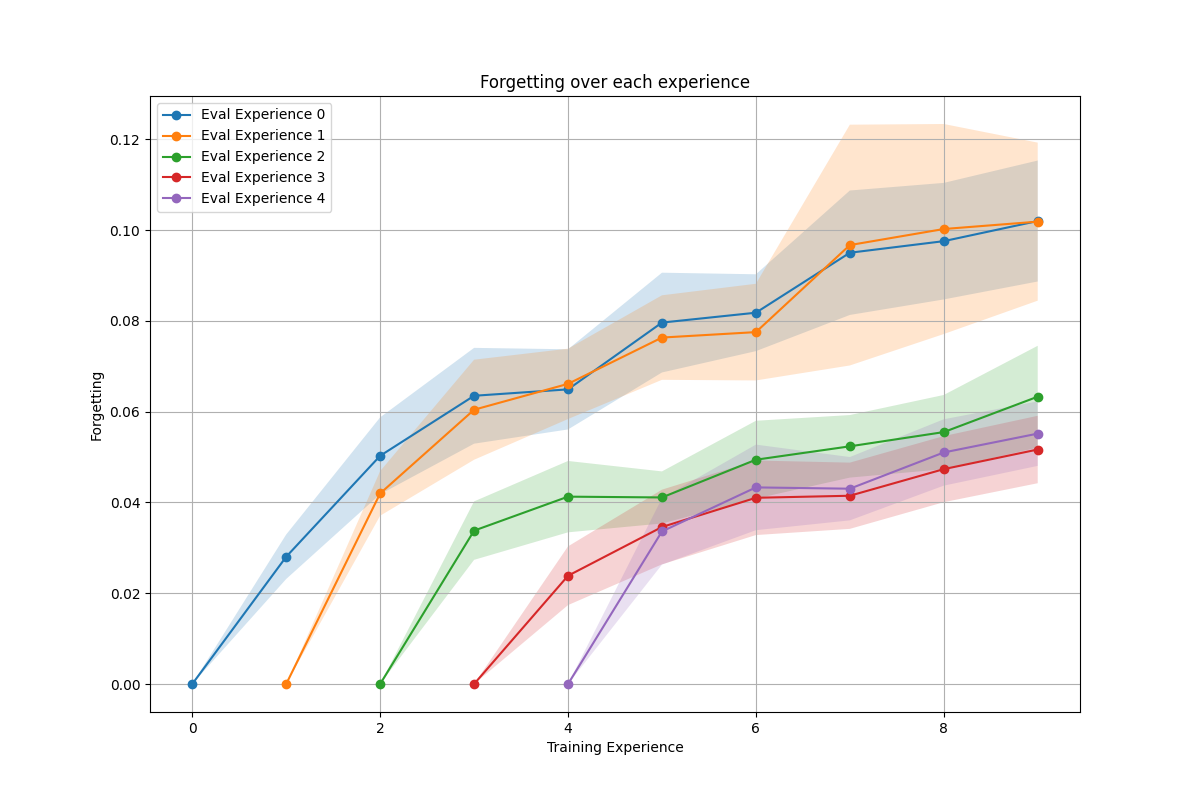 Forgetting over each experience
Eval Experience 0
Eval Experience 1
Eval Experience 2
Eval Experience 3
Eval Experience 4
0.12
0.10
0.08
0.06
0.04
0.02
0.00
Forgetting
0 2 4 6 8
Training Experience